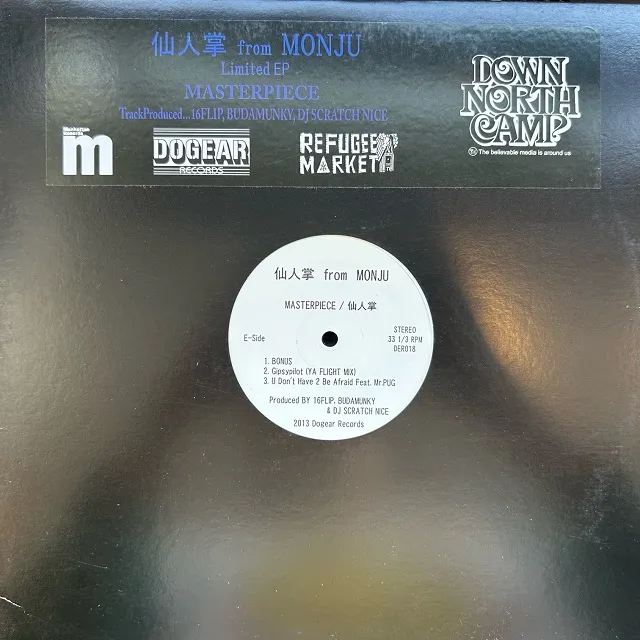 仙人掌 from MONJU
Limited EP
MASTERPIECE
TrackProduced... 16FLIP, BUDAMUNKY, DJ SCRATCH NICE
Manhattan
Records
m
DOGEAR
RECORDS
REFUGEE
MARKET
DOWN
NORTH
CAMP
The believable media is around us
仙人掌 from MONJU
MASTERPIECE / 仙人掌
E-Side
STEREO
33 1/3 RPM
DER018
1. BONUS
2. Gipsypilot (YA FLIGHT MIX)
3. U Don't Have 2 Be Afraid Feat. Mr.PUG
Produced BY 16FLIP, BUDAMUNKY
& DJ SCRATCH NICE
2013 Dogear Records